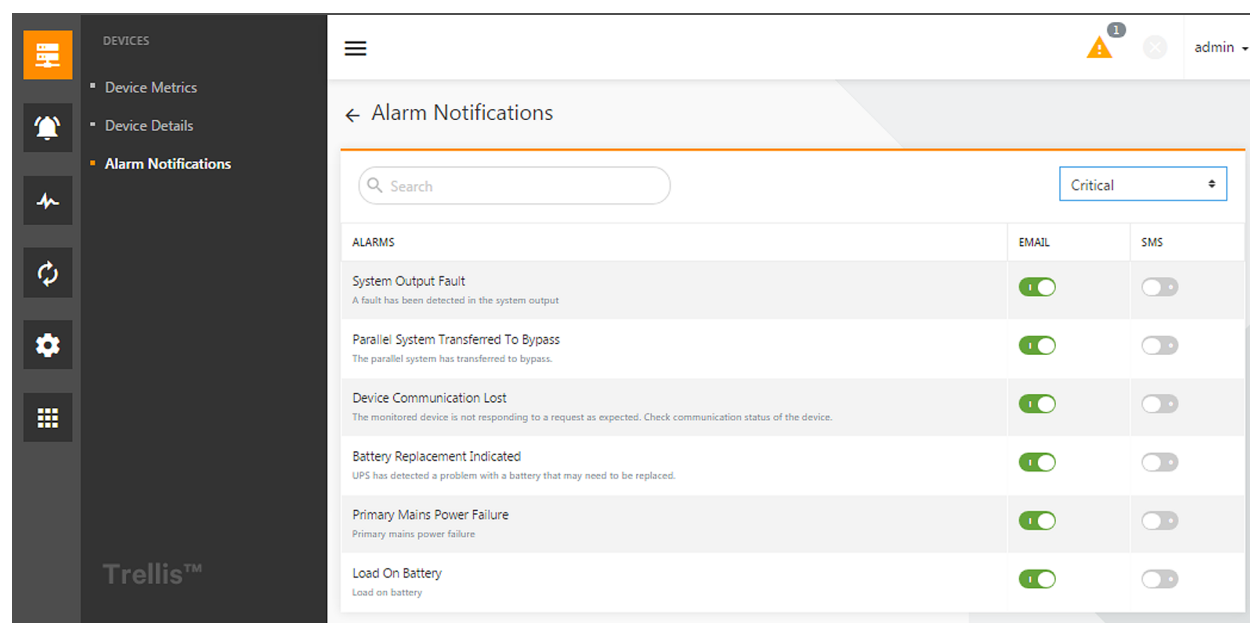 DEVICES
Device Metrics
Device Details
Alarm Notifications
Trellis™
1
admin
Alarm Notifications
Search
Critical
ALARMS EMAIL SMS
System Output Fault
A fault has been detected in the system output
Parallel System Transferred To Bypass
The parallel system has transferred to bypass.
Device Communication Lost
The monitored device is not responding to a request as expected. Check communication status of the device.
Battery Replacement Indicated
UPS has detected a problem with a battery that may need to be replaced.
Primary Mains Power Failure
Primary mains power failure
Load On Battery
Load on battery